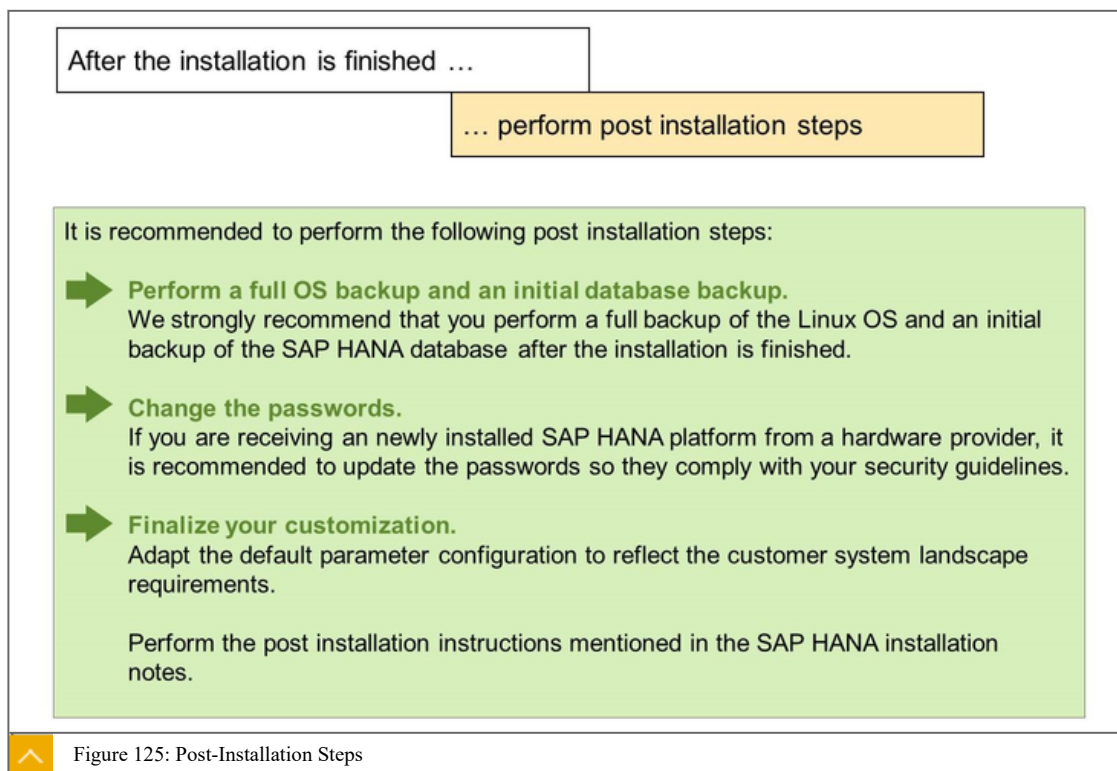 After the installation is finished …
… perform post installation steps
It is recommended to perform the following post installation steps:
Perform a full OS backup and an initial database backup.
We strongly recommend that you perform a full backup of the Linux OS and an initial
backup of the SAP HANA database after the installation is finished.
Change the passwords.
If you are receiving an newly installed SAP HANA platform from a hardware provider, it
is recommended to update the passwords so they comply with your security guidelines.
Finalize your customization.
Adapt the default parameter configuration to reflect the customer system landscape
requirements.
Perform the post installation instructions mentioned in the SAP HANA installation
notes.
Figure 125: Post-Installation Steps